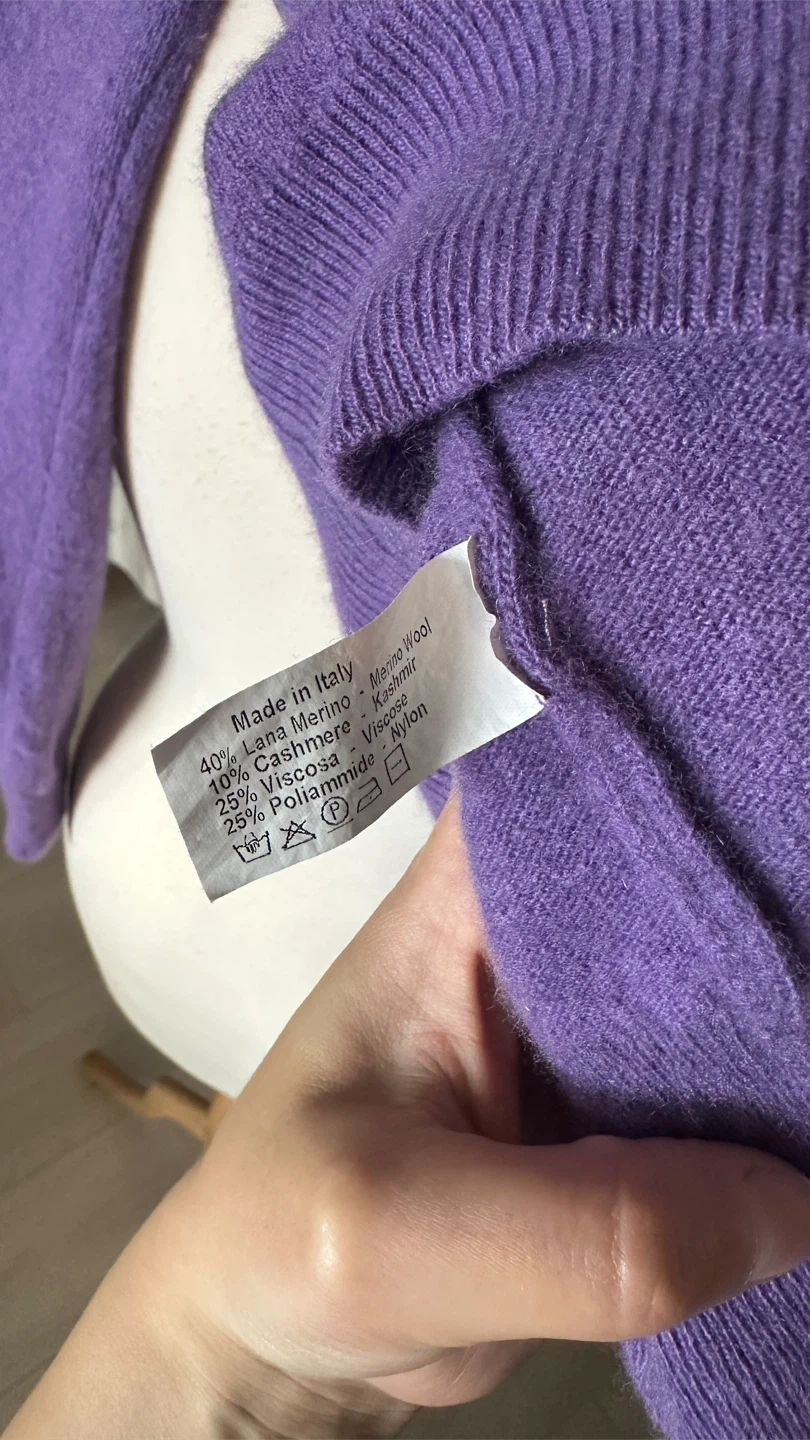 Made in Italy
40% Lana Merino - Merino Wool
10% Cashmere - Kashmir
25% Viscosa - Viscose
25% Poliammide - Nylon
P